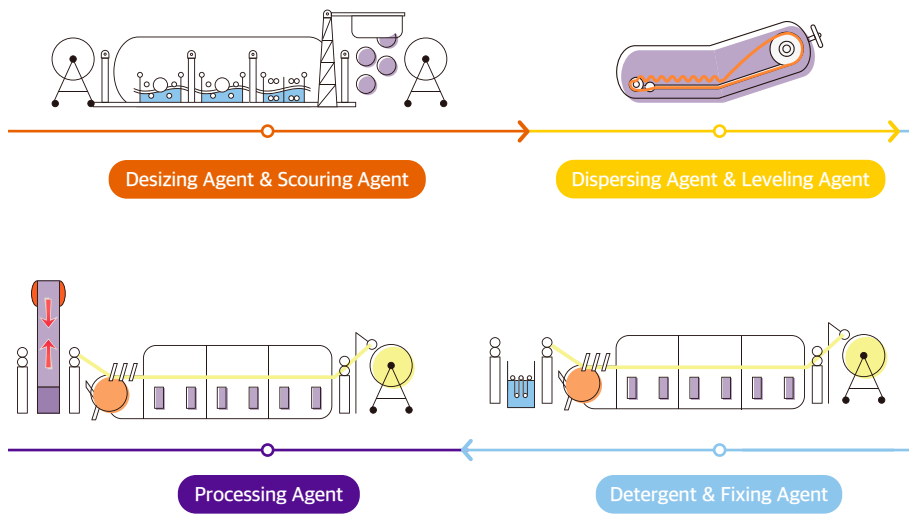 Desizing Agent & Scouring Agent
Dispersing Agent & Leveling Agent
Processing Agent
Detergent & Fixing Agent